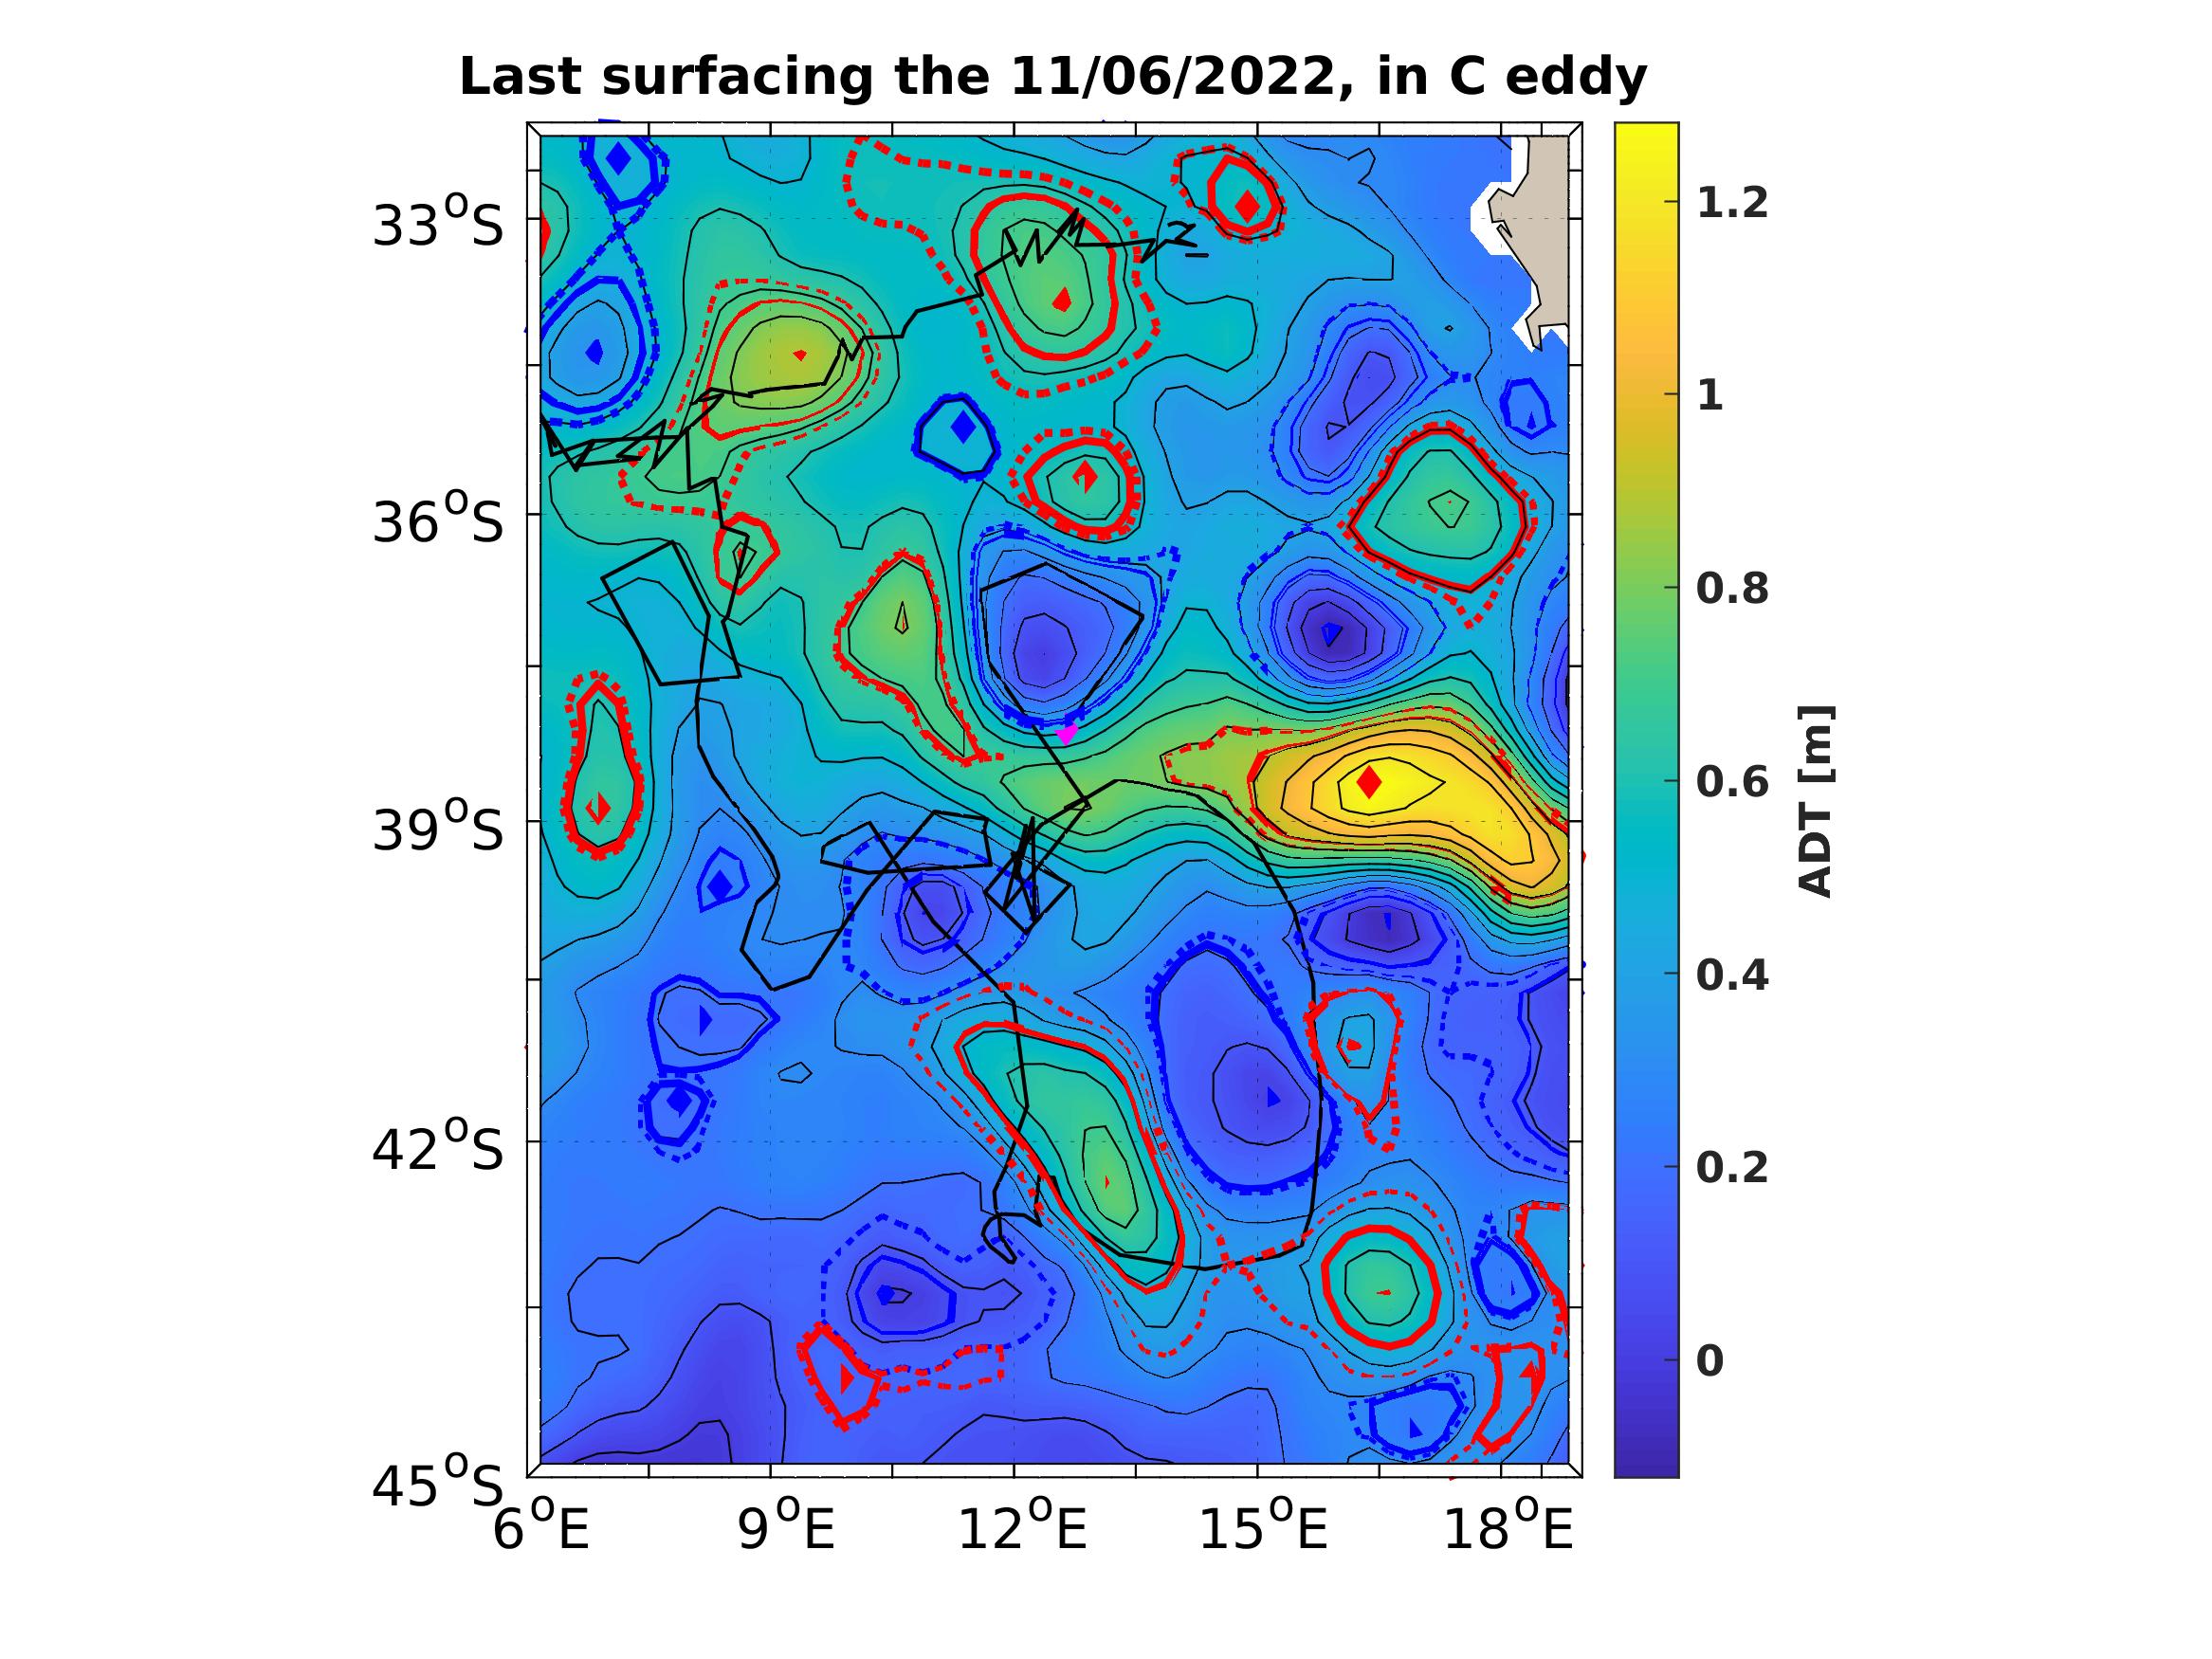 Last surfacing the 11/06/2022, in C eddy
33°S
36°S
39°S
42°S
45°S
6°E
9°E
12°E
15°E
18°E
1.2
1
0.8
0.6
0.4
0.2
0
ADT [m]